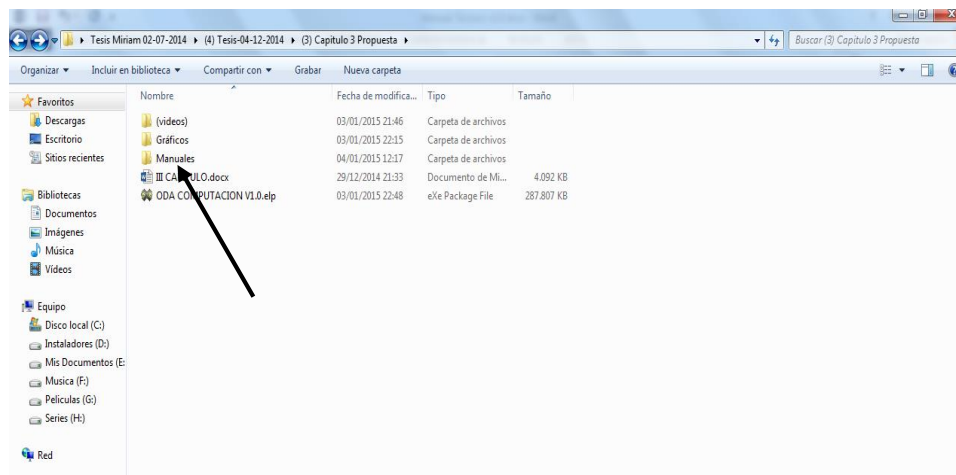 Tesis Miriam 02-07-2014 ▸ (4) Tesis-04-12-2014 ▸ (3) Capitulo 3 Propuesta ▸
Buscar (3) Capitulo 3 Propuesta
Organizar Incluir en biblioteca Compartir con Grabar Nueva carpeta
Nombre Fecha de modifica... Tipo Tamaño
Favoritos
Descargas
Escritorio
Sitios recientes
Bibliotecas
Documentos
Imágenes
Música
Vídeos
Equipo
Disco local (C:)
Instaladores (D:)
Mis Documentos (E:
Musica (F:)
Peliculas (G:)
Series (H:)
Red
(videos) 03/01/2015 21:46 Carpeta de archivos
Gráficos 03/01/2015 22:15 Carpeta de archivos
Manuales 04/01/2015 12:17 Carpeta de archivos
III CA ULO.docx 29/12/2014 21:33 Documento de Mi... 4.092 KB
ODA COMPUTACION V1.0.elp 03/01/2015 22:48 eXe Package File 287.807 KB